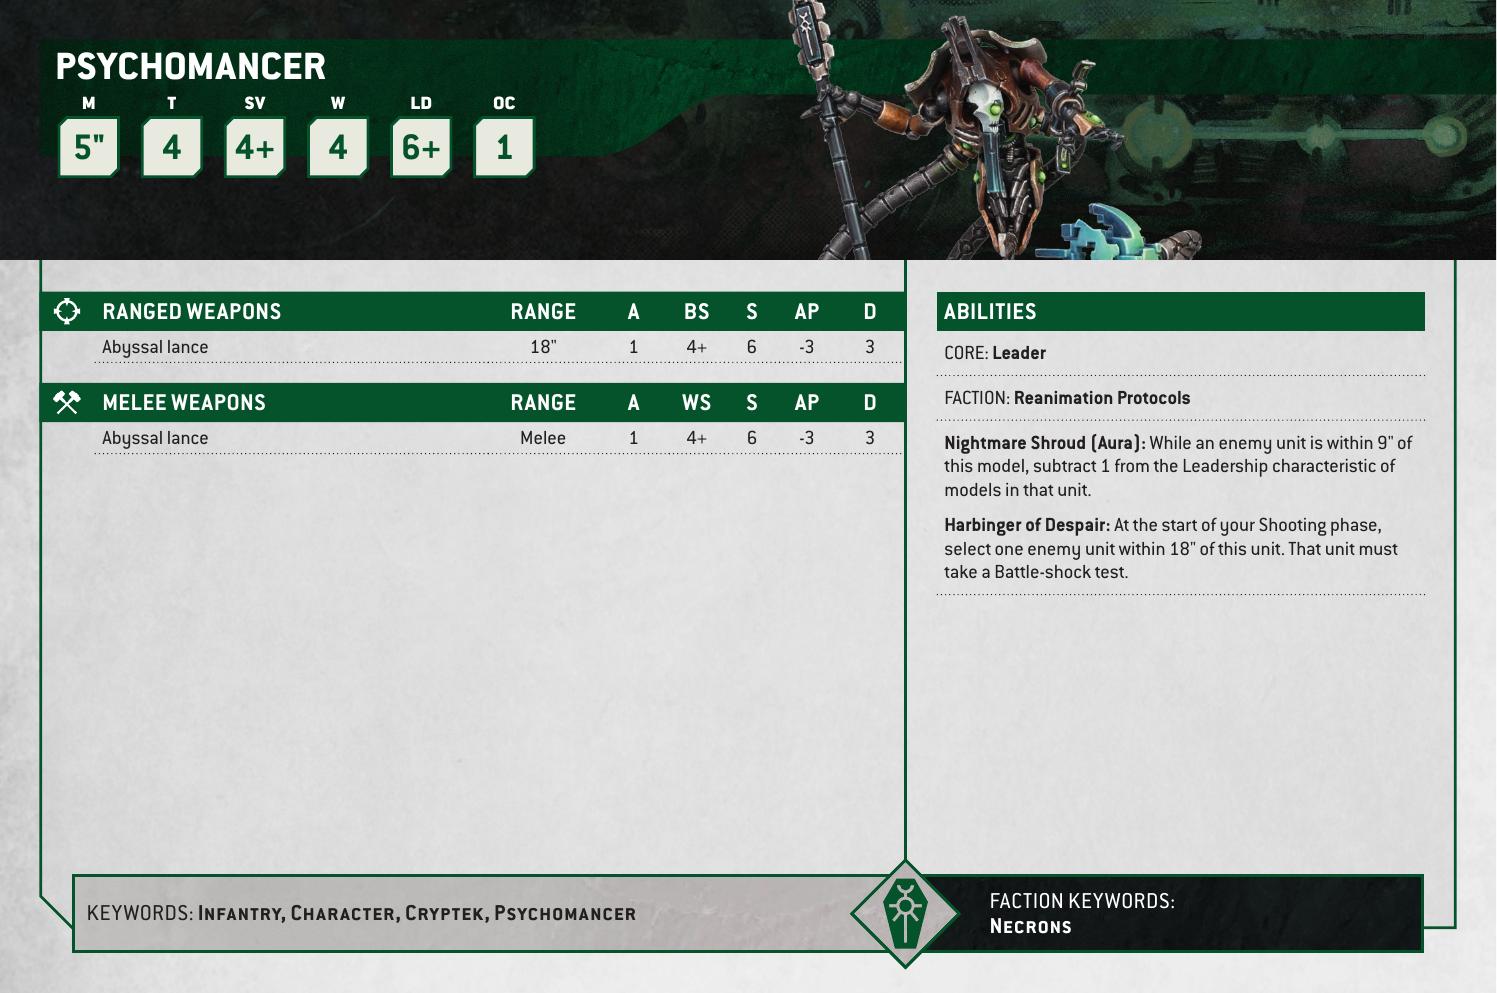 PSYCHOMANCER
M T SV W LD OC
5" 4 4+ 4 6+ 1
RANGED WEAPONS RANGE A BS S AP D
Abyssal lance 18" 1 4+ 6 -3 3
MELEE WEAPONS RANGE A WS S AP D
Abyssal lance Melee 1 4+ 6 -3 3
ABILITIES
CORE: Leader
FACTION: Reanimation Protocols
Nightmare Shroud (Aura): While an enemy unit is within 9" of
this model, subtract 1 from the Leadership characteristic of
models in that unit.
Harbinger of Despair: At the start of your Shooting phase,
select one enemy unit within 18" of this unit. That unit must
take a Battle-shock test.
KEYWORDS: Infantry, Character, Cryptek, Psychomancer
FACTION KEYWORDS:
Necrons